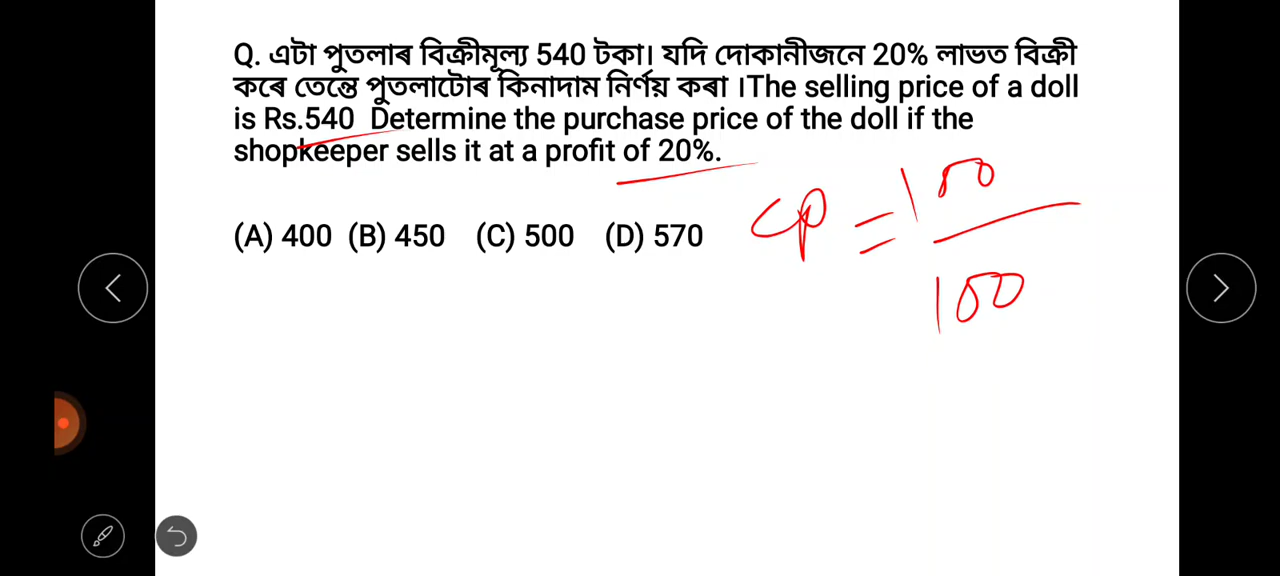 Q. এটা পুতলাৰ বিক্ৰীমূল্য 540 টকা। যদি দোকানীজনে 20% লাভত বিক্ৰী
কৰে তেন্তে পুতলাটোৰ কিনাদাম নিৰ্ণয় কৰা ।The selling price of a doll
is Rs.540 Determine the purchase price of the doll if the
shopkeeper sells it at a profit of 20%.
(A) 400 (B) 450 (C) 500 (D) 570
CP = 100
100